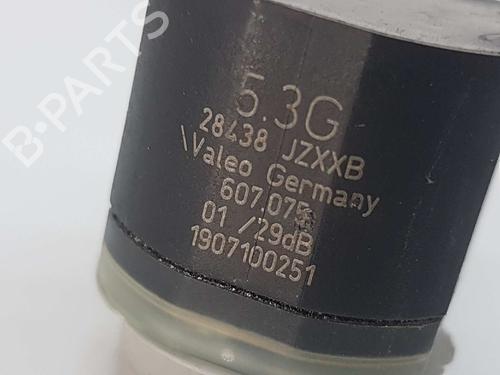 B-PARTS
5.3G
28438 JZXXB
\Valeo Germany
607.075
01 /29dB
1907100251